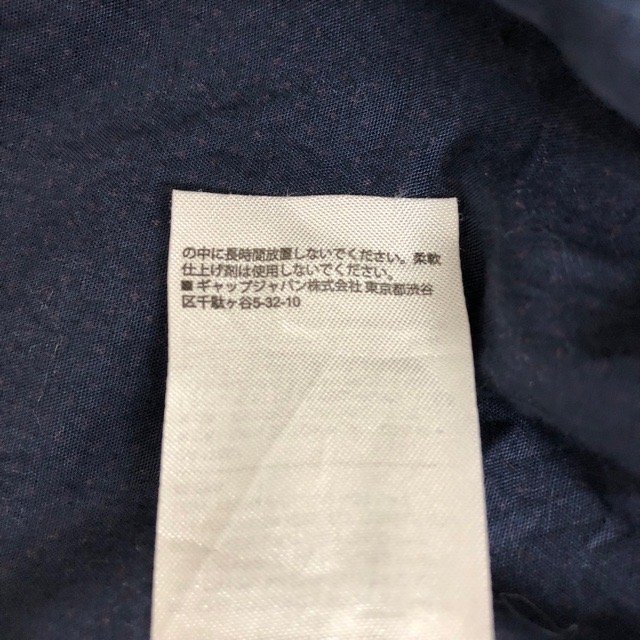 の中に長時間放置しないでください。柔軟
仕上げ剤は使用しないでください。
■ギャップジャパン株式会社 東京都渋谷
区千駄ヶ谷5-32-10